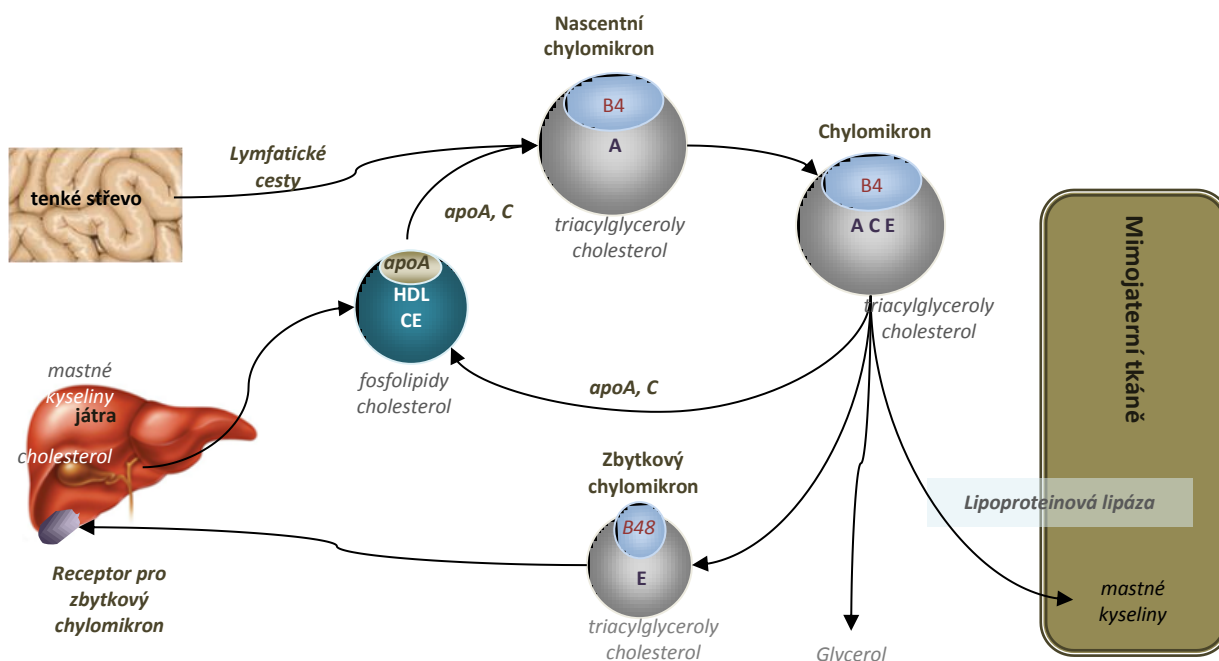 Nascentní
chylomikron
B4
A
triacylglyceroly
cholesterol
Chylomikron
B4
A C E
triacylglyceroly
cholesterol
Lymfatické
cesty
tenké střevo
apoA, C
apoA
HDL
CE
fosfolipidy
cholesterol
apoA, C
mastné
kyseliny
játra
cholesterol
Receptor pro
zbytkový
chylomikron
Zbytkový
chylomikron
B48
E
triacylglyceroly
cholesterol
Glycerol
Mimojaterní tkáně
Lipoproteinová lipáza
mastné
kyseliny